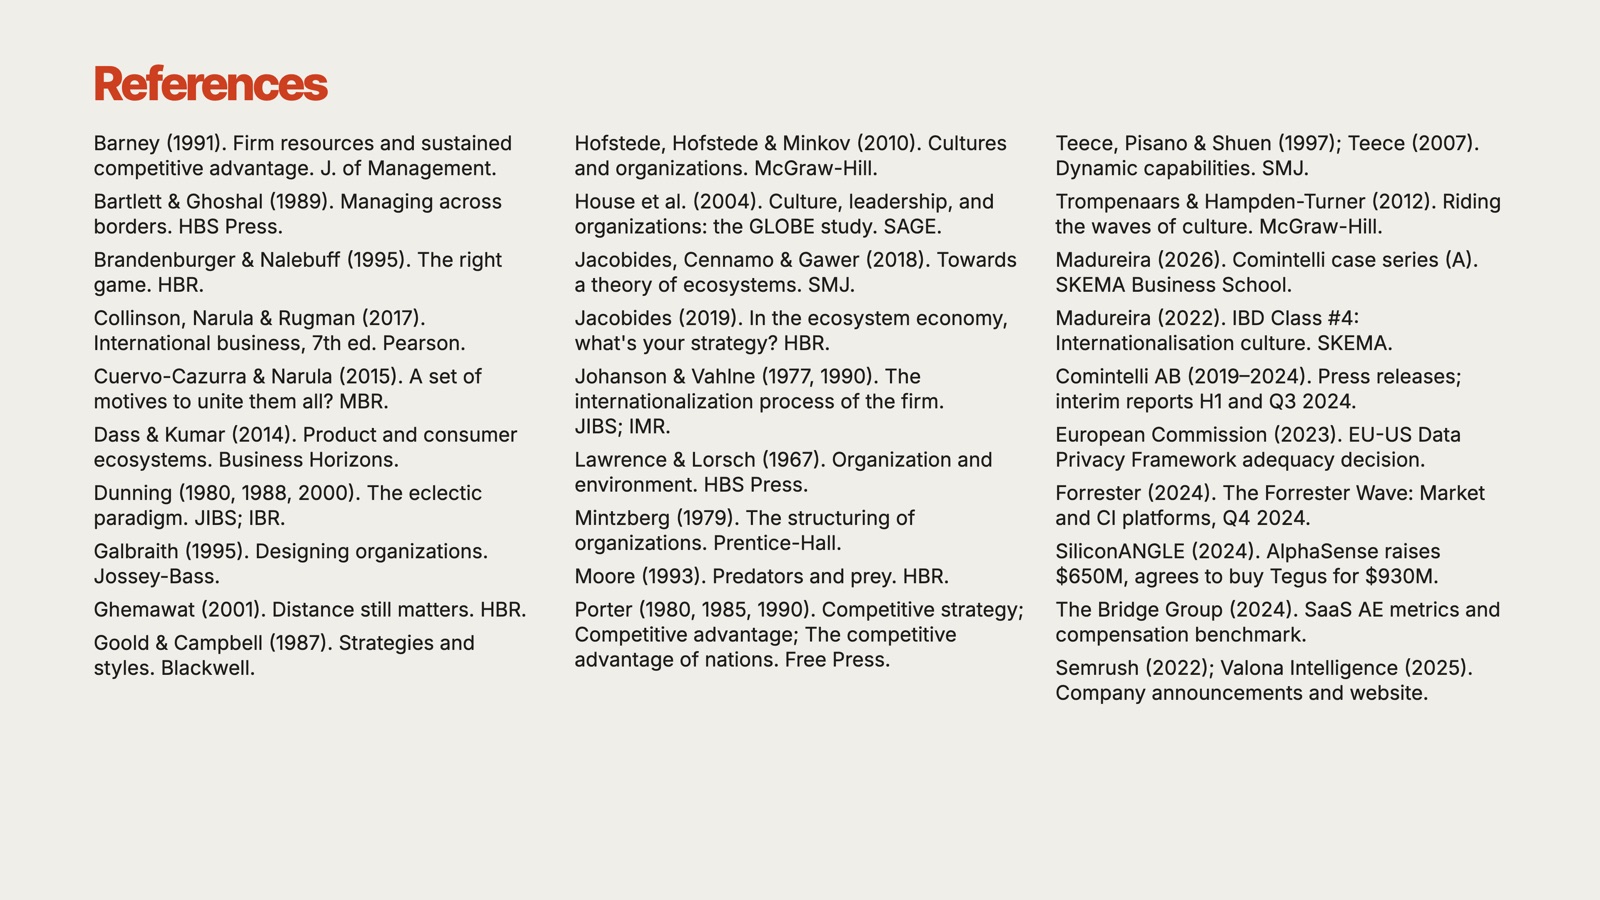 References
Barney (1991). Firm resources and sustained
competitive advantage. J. of Management.
Bartlett & Ghoshal (1989). Managing across
borders. HBS Press.
Brandenburger & Nalebuff (1995). The right
game. HBR.
Collinson, Narula & Rugman (2017).
International business, 7th ed. Pearson.
Cuervo-Cazurra & Narula (2015). A set of
motives to unite them all? MBR.
Dass & Kumar (2014). Product and consumer
ecosystems. Business Horizons.
Dunning (1980, 1988, 2000). The eclectic
paradigm. JIBS; IBR.
Galbraith (1995). Designing organizations.
Jossey-Bass.
Ghemawat (2001). Distance still matters. HBR.
Goold & Campbell (1987). Strategies and
styles. Blackwell.
Hofstede, Hofstede & Minkov (2010). Cultures
and organizations. McGraw-Hill.
House et al. (2004). Culture, leadership, and
organizations: the GLOBE study. SAGE.
Jacobides, Cennamo & Gawer (2018). Towards
a theory of ecosystems. SMJ.
Jacobides (2019). In the ecosystem economy,
what's your strategy? HBR.
Johanson & Vahlne (1977, 1990). The
internationalization process of the firm.
JIBS; IMR.
Lawrence & Lorsch (1967). Organization and
environment. HBS Press.
Mintzberg (1979). The structuring of
organizations. Prentice-Hall.
Moore (1993). Predators and prey. HBR.
Porter (1980, 1985, 1990). Competitive strategy;
Competitive advantage; The competitive
advantage of nations. Free Press.
Teece, Pisano & Shuen (1997); Teece (2007).
Dynamic capabilities. SMJ.
Trompenaars & Hampden-Turner (2012). Riding
the waves of culture. McGraw-Hill.
Madureira (2026). Comintelli case series (A).
SKEMA Business School.
Madureira (2022). IBD Class #4:
Internationalisation culture. SKEMA.
Comintelli AB (2019–2024). Press releases;
interim reports H1 and Q3 2024.
European Commission (2023). EU-US Data
Privacy Framework adequacy decision.
Forrester (2024). The Forrester Wave: Market
and CI platforms, Q4 2024.
SiliconANGLE (2024). AlphaSense raises
$650M, agrees to buy Tegus for $930M.
The Bridge Group (2024). SaaS AE metrics and
compensation benchmark.
Semrush (2022); Valona Intelligence (2025).
Company announcements and website.